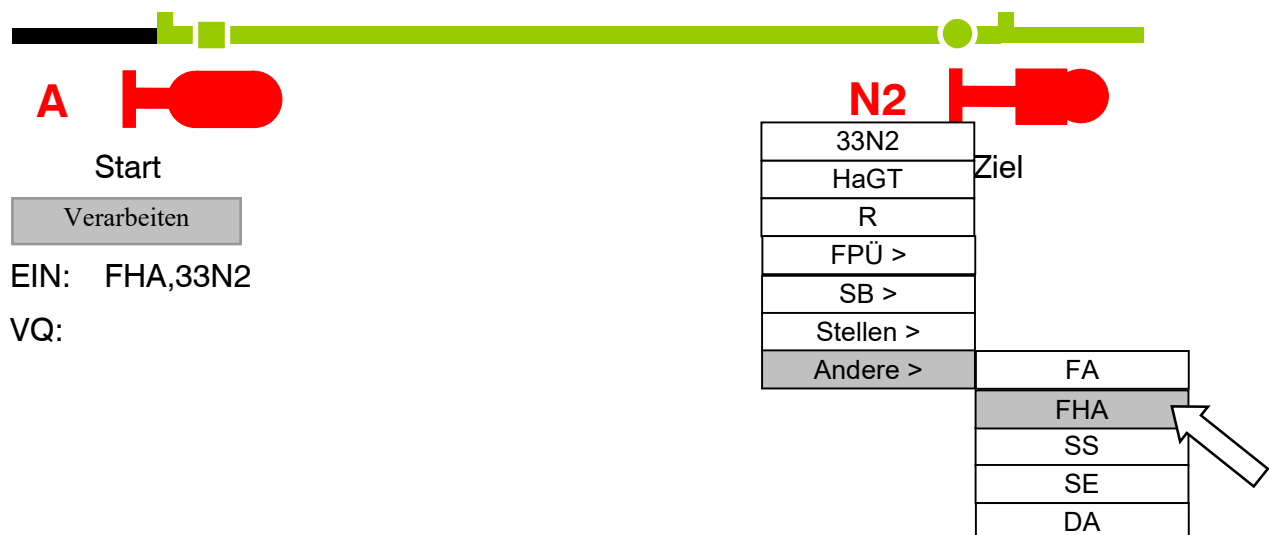 A
N2
Start
Ziel
Verarbeiten
EIN: FHA,33N2
VQ:
33N2
HaGT
R
FPÜ >
SB >
Stellen >
Andere >
FA
FHA
SS
SE
DA